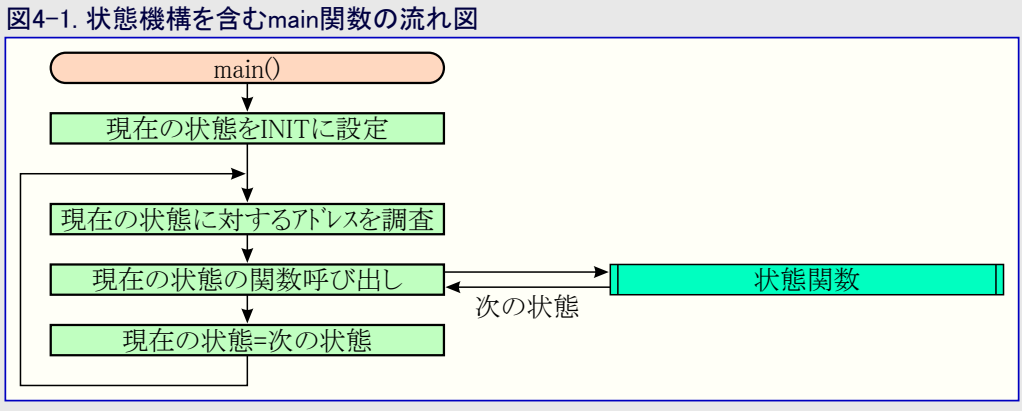 図4-1. 状態機構を含むmain関数の流れ図
main()
現在の状態をINITに設定
現在の状態に対するｱﾄﾞﾚｽを調査
現在の状態の関数呼び出し
状態関数
次の状態
現在の状態=次の状態